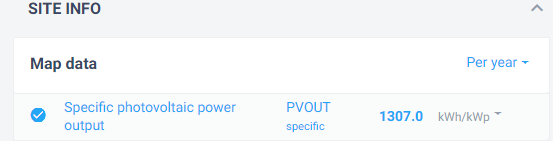 SITE INFO
Map data Per year
Specific photovoltaic power PVOUT 1307.0 kWh/kWp
output specific